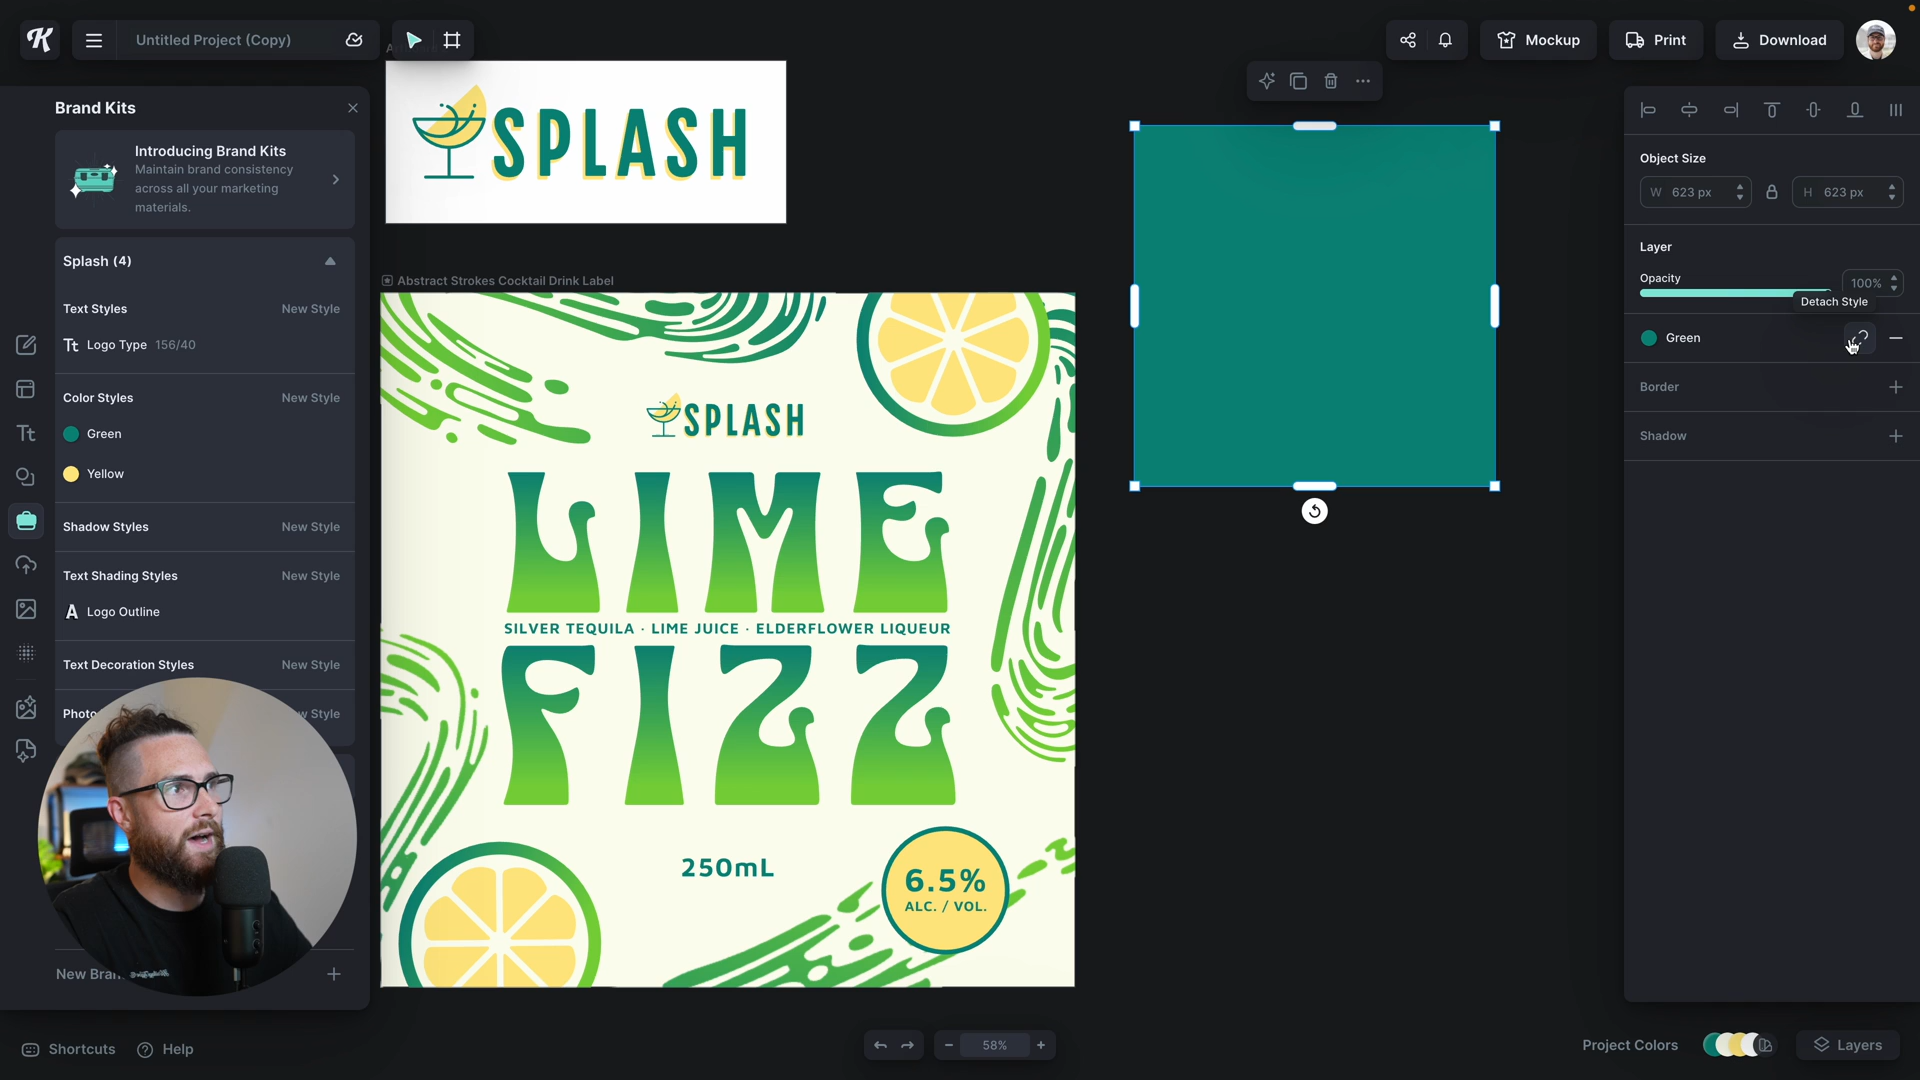 Untitled Project (Copy)
Mockup
Print
Download
Brand Kits
Introducing Brand Kits
Maintain brand consistency
across all your marketing
materials.
Splash (4)
Text Styles
New Style
Logo Type 156/40
Color Styles
New Style
Green
Yellow
Shadow Styles
New Style
Text Shading Styles
New Style
A Logo Outline
Text Decoration Styles
New Style
SPLASH
Abstract Strokes Cocktail Drink Label
SPLASH
LIME
SILVER TEQUILA · LIME JUICE · ELDERFLOWER LIQUEUR
FIZZ
250mL
6.5%
ALC. / VOL.
Object Size
W 623 px
H 623 px
Layer
Opacity
100%
Detach Style
Green
Border
Shadow
Shortcuts
Help
58%
Project Colors
Layers